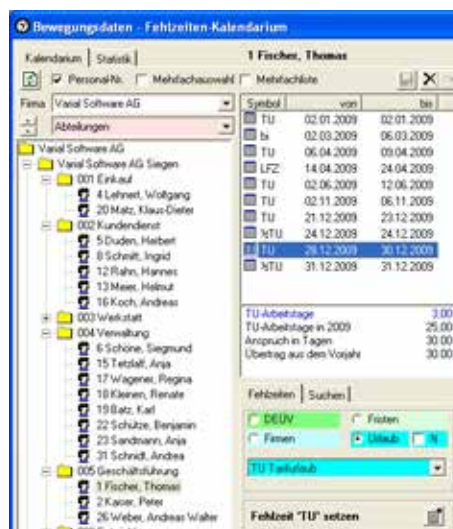 Bewegungsdaten - Fehlzeiten-Kalendarium
Kalendarium Statistik
1 Fischer, Thomas
Personal-Nr. Mehrfachauswahl Mehrfachliste
Firma Varial Software AG
Abteilungen
Symbol von bis
TU 02.01.2009 02.01.2009
bi 02.03.2009 06.03.2009
TU 06.04.2009 09.04.2009
LFZ 14.04.2009 24.04.2009
TU 02.06.2009 12.06.2009
TU 02.11.2009 06.11.2009
TU 21.12.2009 23.12.2009
½TU 24.12.2009 24.12.2009
TU 28.12.2009 30.12.2009
½TU 31.12.2009 31.12.2009
Varial Software AG
Varial Software AG Siegen
001 Einkauf
4 Lehnert, Wolfgang
20 Matz, Klaus-Dieter
002 Kundendienst
5 Duden, Herbert
8 Schmitt, Ingrid
12 Rahn, Hannes
13 Meier, Helmut
16 Koch, Andreas
003 Werkstatt
004 Verwaltung
6 Schöne, Siegmund
15 Tetzlaff, Anja
17 Wagener, Regina
18 Kleinen, Renate
19 Batz, Karl
22 Schütze, Benjamin
23 Sandmann, Anja
31 Schmidt, Andrea
005 Geschäftsführung
1 Fischer, Thomas
2 Kaiser, Peter
26 Weber, Andreas Walter
TU-Arbeitstage 3.00
TU-Arbeitstage in 2009 25.00
Anspruch in Tagen 30.00
Übertrag aus dem Vorjahr 30.00
Fehlzeiten Suchen
DEÜV Fristen
Firmen Urlaub N
TU Tarifurlaub
Fehlzeit "TU" setzen